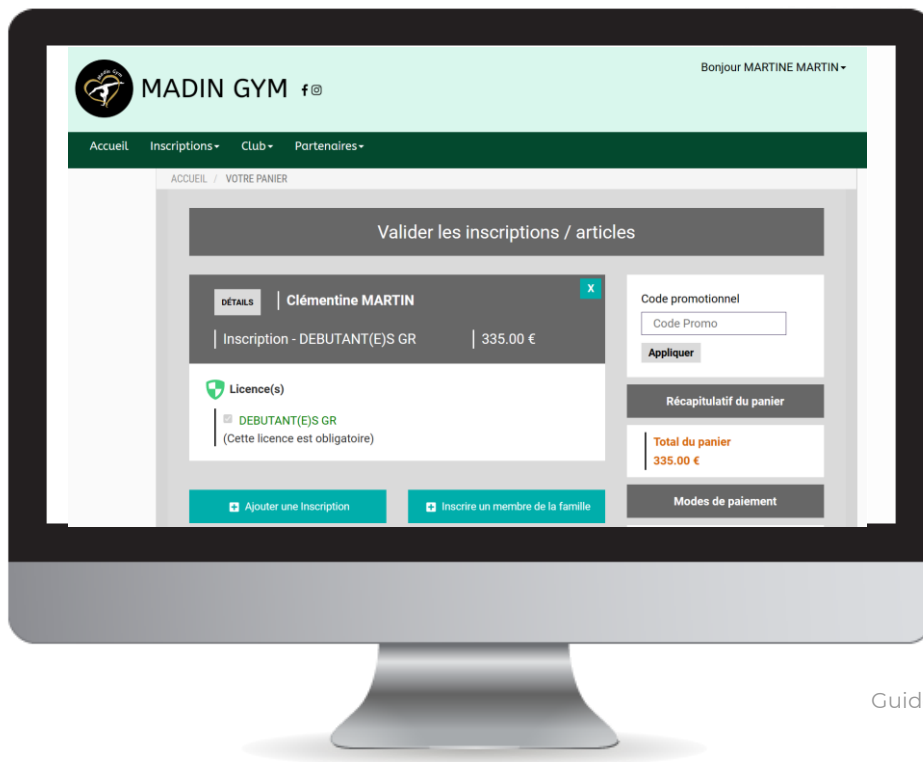 Madin Gym
MADIN GYM
Bonjour MARTINE MARTIN
Accueil Inscriptions Club Partenaires
ACCUEIL / VOTRE PANIER
Valider les inscriptions / articles
DÉTAILS Clémentine MARTIN X
Inscription - DEBUTANT(E)S GR 335.00 €
Licence(s)
DEBUTANT(E)S GR
(Cette licence est obligatoire)
Ajouter une Inscription
Inscrire un membre de la famille
Code promotionnel
Code Promo
Appliquer
Récapitulatif du panier
Total du panier
335.00 €
Modes de paiement
Guid